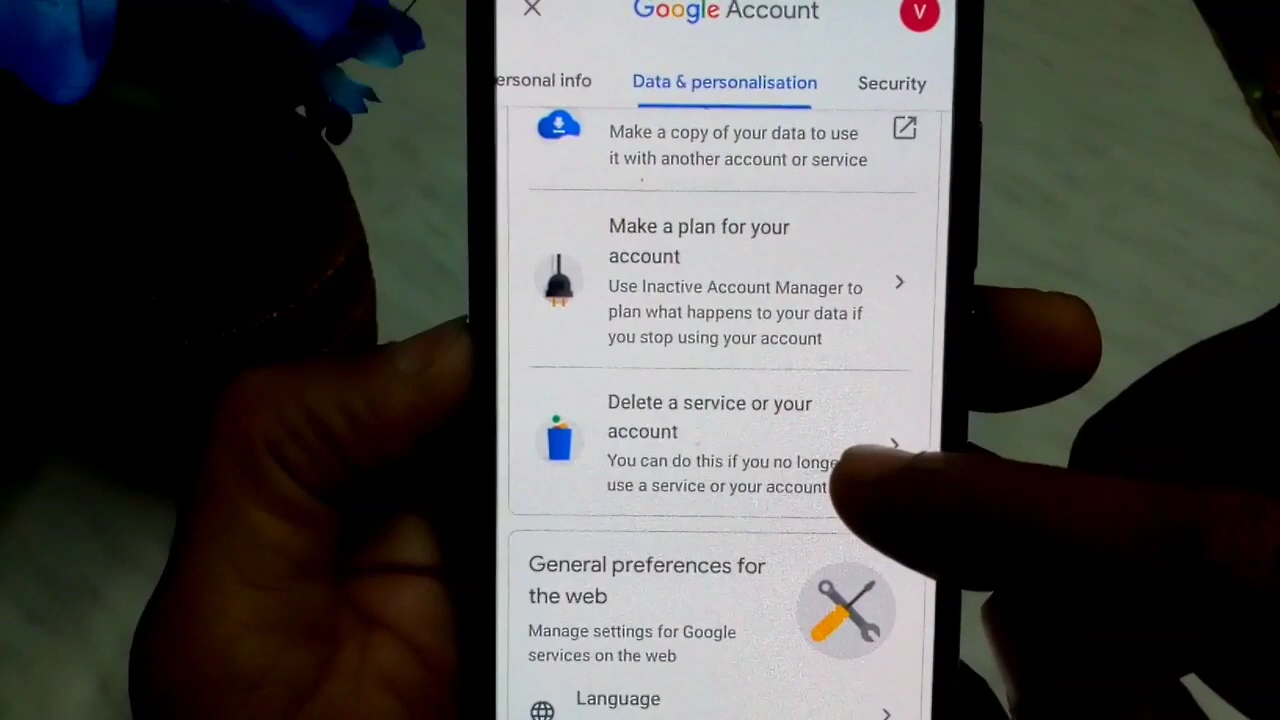 Google Account
V
ersonal info
Data & personalisation
Security
Make a copy of your data to use
it with another account or service
Make a plan for your
account
Use Inactive Account Manager to
plan what happens to your data if
you stop using your account
Delete a service or your
account
You can do this if you no longe
use a service or your account
General preferences for
the web
Manage settings for Google
services on the web
Language